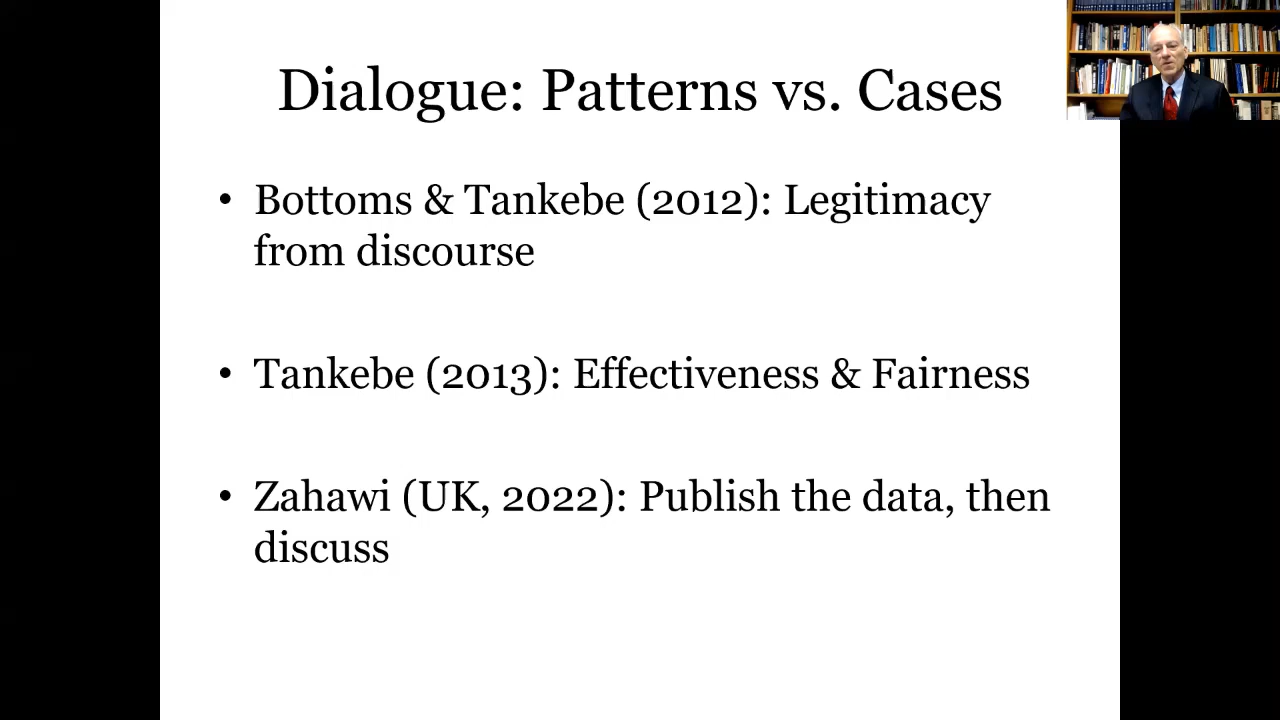 Dialogue: Patterns vs. Cases
• Bottoms & Tankebe (2012): Legitimacy
from discourse
• Tankebe (2013): Effectiveness & Fairness
• Zahawi (UK, 2022): Publish the data, then
discuss